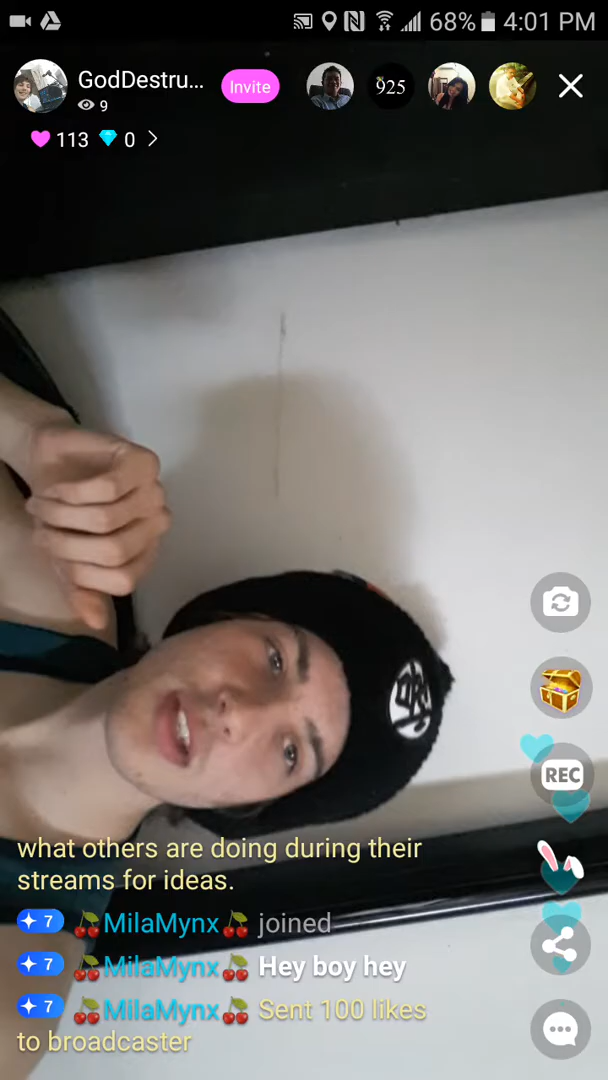 68% 4:01 PM
GodDestru... Invite 925
9
113 0
REC
what others are doing during their
streams for ideas.
7 🍒MilaMynx🍒 joined
7 🍒MilaMynx🍒 Hey boy hey
7 🍒MilaMynx🍒 Sent 100 likes
to broadcaster